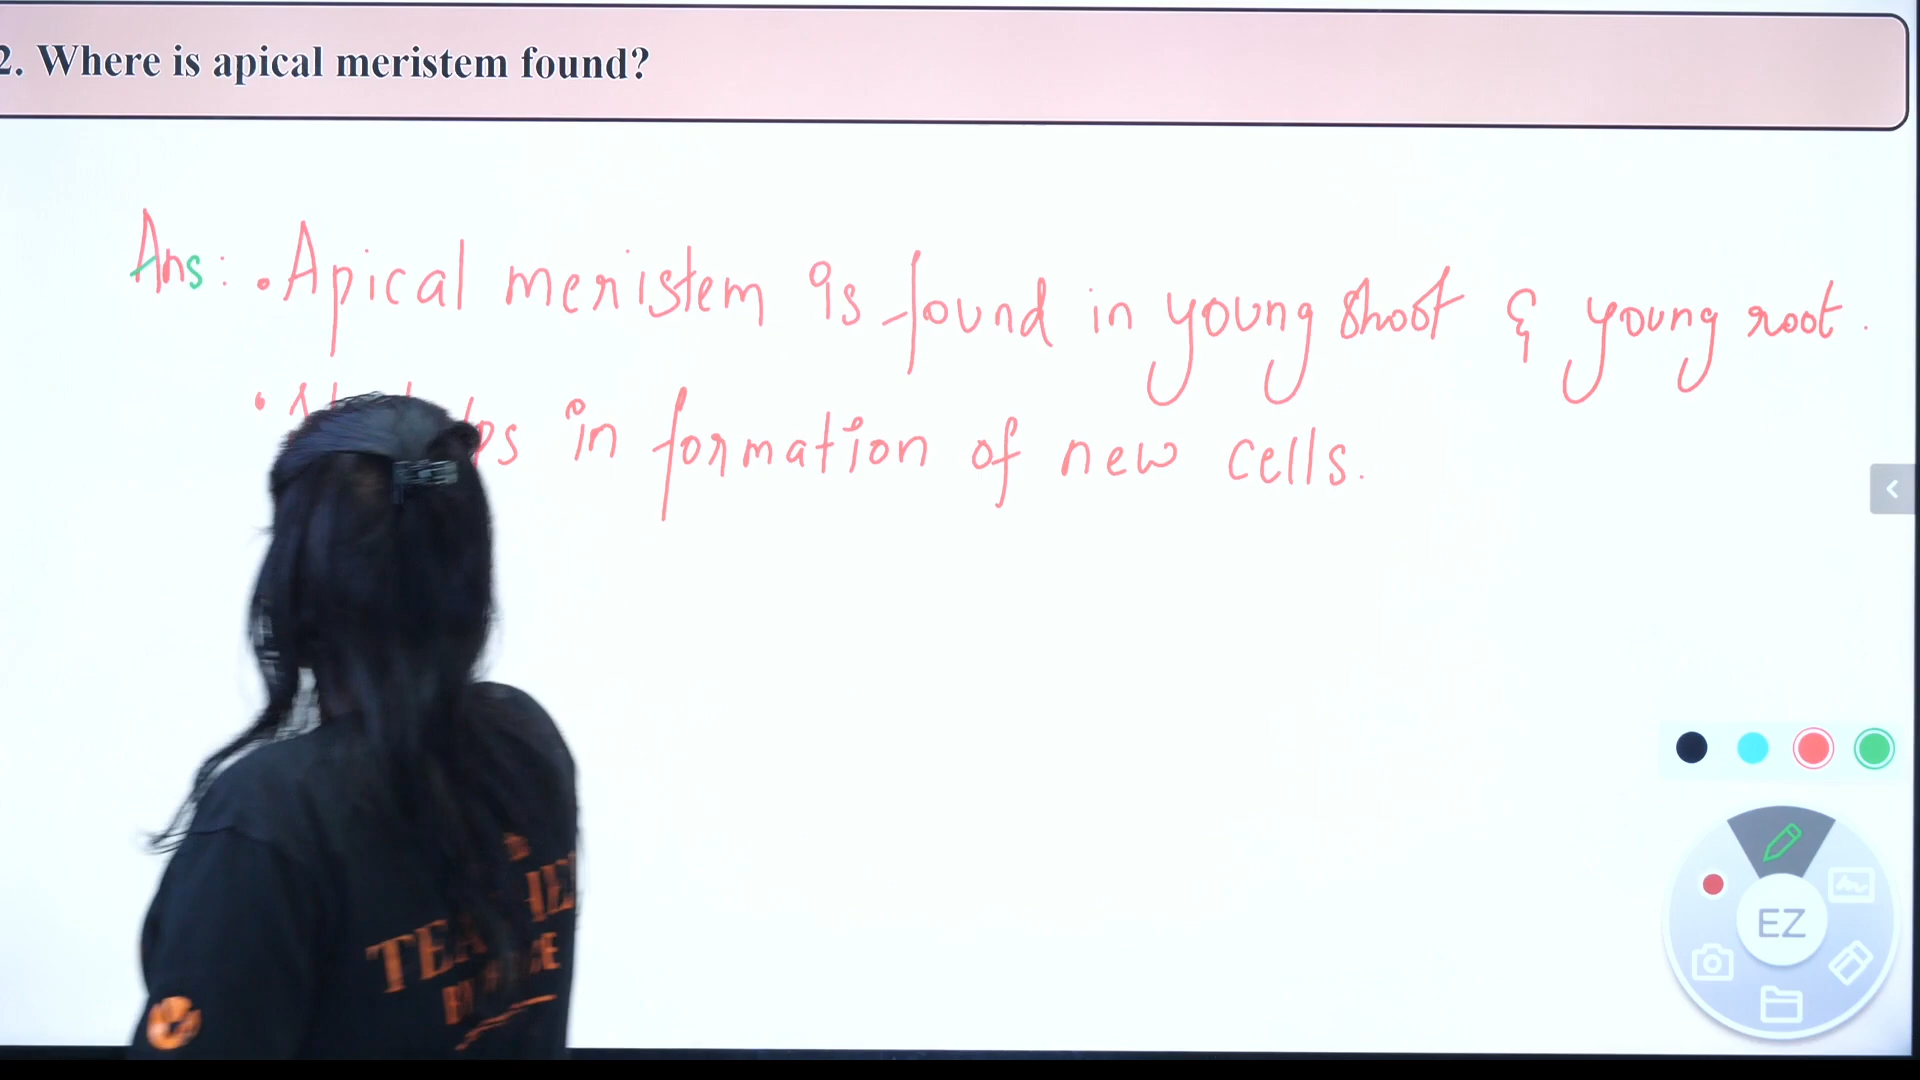 2. Where is apical meristem found?
Ans: • Apical meristem is found in young shoot & young root.
• in formation of new cells.
EZ